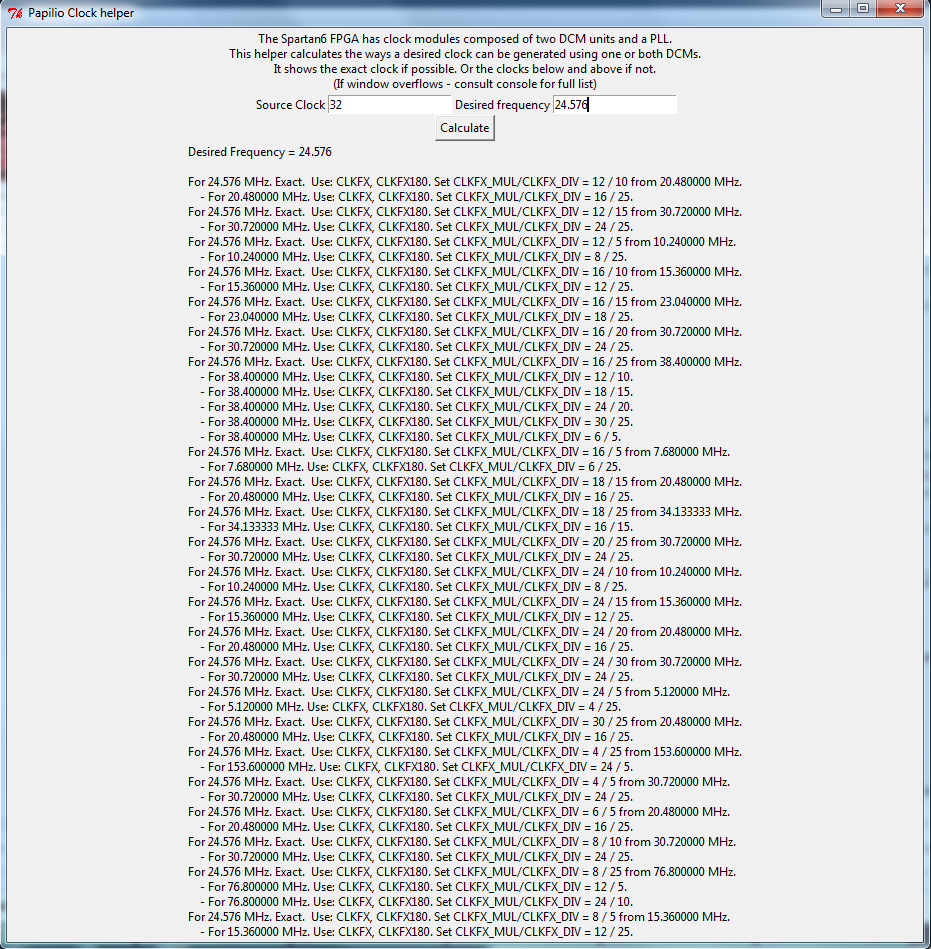 Papilio Clock helper
The Spartan6 FPGA has clock modules composed of two DCM units and a PLL.
This helper calculates the ways a desired clock can be generated using one or both DCMs.
It shows the exact clock if possible. Or the clocks below and above if not.
(If window overflows - consult console for full list)
Source Clock 32 Desired frequency 24.576
Calculate
Desired Frequency = 24.576
For 24.576 MHz. Exact.  Use: CLKFX, CLKFX180. Set CLKFX_MUL/CLKFX_DIV = 12 / 10 from 20.480000 MHz.
- For 20.480000 MHz. Use: CLKFX, CLKFX180. Set CLKFX_MUL/CLKFX_DIV = 16 / 25.
For 24.576 MHz. Exact.  Use: CLKFX, CLKFX180. Set CLKFX_MUL/CLKFX_DIV = 12 / 15 from 30.720000 MHz.
- For 30.720000 MHz. Use: CLKFX, CLKFX180. Set CLKFX_MUL/CLKFX_DIV = 24 / 25.
For 24.576 MHz. Exact.  Use: CLKFX, CLKFX180. Set CLKFX_MUL/CLKFX_DIV = 12 / 5 from 10.240000 MHz.
- For 10.240000 MHz. Use: CLKFX, CLKFX180. Set CLKFX_MUL/CLKFX_DIV = 8 / 25.
For 24.576 MHz. Exact.  Use: CLKFX, CLKFX180. Set CLKFX_MUL/CLKFX_DIV = 16 / 10 from 15.360000 MHz.
- For 15.360000 MHz. Use: CLKFX, CLKFX180. Set CLKFX_MUL/CLKFX_DIV = 12 / 25.
For 24.576 MHz. Exact.  Use: CLKFX, CLKFX180. Set CLKFX_MUL/CLKFX_DIV = 16 / 15 from 23.040000 MHz.
- For 23.040000 MHz. Use: CLKFX, CLKFX180. Set CLKFX_MUL/CLKFX_DIV = 18 / 25.
For 24.576 MHz. Exact.  Use: CLKFX, CLKFX180. Set CLKFX_MUL/CLKFX_DIV = 16 / 20 from 30.720000 MHz.
- For 30.720000 MHz. Use: CLKFX, CLKFX180. Set CLKFX_MUL/CLKFX_DIV = 24 / 25.
For 24.576 MHz. Exact.  Use: CLKFX, CLKFX180. Set CLKFX_MUL/CLKFX_DIV = 16 / 25 from 38.400000 MHz.
- For 38.400000 MHz. Use: CLKFX, CLKFX180. Set CLKFX_MUL/CLKFX_DIV = 12 / 10.
- For 38.400000 MHz. Use: CLKFX, CLKFX180. Set CLKFX_MUL/CLKFX_DIV = 18 / 15.
- For 38.400000 MHz. Use: CLKFX, CLKFX180. Set CLKFX_MUL/CLKFX_DIV = 24 / 20.
- For 38.400000 MHz. Use: CLKFX, CLKFX180. Set CLKFX_MUL/CLKFX_DIV = 30 / 25.
- For 38.400000 MHz. Use: CLKFX, CLKFX180. Set CLKFX_MUL/CLKFX_DIV = 6 / 5.
For 24.576 MHz. Exact.  Use: CLKFX, CLKFX180. Set CLKFX_MUL/CLKFX_DIV = 16 / 5 from 7.680000 MHz.
- For 7.680000 MHz. Use: CLKFX, CLKFX180. Set CLKFX_MUL/CLKFX_DIV = 6 / 25.
For 24.576 MHz. Exact.  Use: CLKFX, CLKFX180. Set CLKFX_MUL/CLKFX_DIV = 18 / 15 from 20.480000 MHz.
- For 20.480000 MHz. Use: CLKFX, CLKFX180. Set CLKFX_MUL/CLKFX_DIV = 16 / 25.
For 24.576 MHz. Exact.  Use: CLKFX, CLKFX180. Set CLKFX_MUL/CLKFX_DIV = 18 / 25 from 34.133333 MHz.
- For 34.133333 MHz. Use: CLKFX, CLKFX180. Set CLKFX_MUL/CLKFX_DIV = 16 / 15.
For 24.576 MHz. Exact.  Use: CLKFX, CLKFX180. Set CLKFX_MUL/CLKFX_DIV = 20 / 25 from 30.720000 MHz.
- For 30.720000 MHz. Use: CLKFX, CLKFX180. Set CLKFX_MUL/CLKFX_DIV = 24 / 25.
For 24.576 MHz. Exact.  Use: CLKFX, CLKFX180. Set CLKFX_MUL/CLKFX_DIV = 24 / 10 from 10.240000 MHz.
- For 10.240000 MHz. Use: CLKFX, CLKFX180. Set CLKFX_MUL/CLKFX_DIV = 8 / 25.
For 24.576 MHz. Exact.  Use: CLKFX, CLKFX180. Set CLKFX_MUL/CLKFX_DIV = 24 / 15 from 15.360000 MHz.
- For 15.360000 MHz. Use: CLKFX, CLKFX180. Set CLKFX_MUL/CLKFX_DIV = 12 / 25.
For 24.576 MHz. Exact.  Use: CLKFX, CLKFX180. Set CLKFX_MUL/CLKFX_DIV = 24 / 20 from 20.480000 MHz.
- For 20.480000 MHz. Use: CLKFX, CLKFX180. Set CLKFX_MUL/CLKFX_DIV = 16 / 25.
For 24.576 MHz. Exact.  Use: CLKFX, CLKFX180. Set CLKFX_MUL/CLKFX_DIV = 24 / 30 from 30.720000 MHz.
- For 30.720000 MHz. Use: CLKFX, CLKFX180. Set CLKFX_MUL/CLKFX_DIV = 24 / 25.
For 24.576 MHz. Exact.  Use: CLKFX, CLKFX180. Set CLKFX_MUL/CLKFX_DIV = 24 / 5 from 5.120000 MHz.
- For 5.120000 MHz. Use: CLKFX, CLKFX180. Set CLKFX_MUL/CLKFX_DIV = 4 / 25.
For 24.576 MHz. Exact.  Use: CLKFX, CLKFX180. Set CLKFX_MUL/CLKFX_DIV = 30 / 25 from 20.480000 MHz.
- For 20.480000 MHz. Use: CLKFX, CLKFX180. Set CLKFX_MUL/CLKFX_DIV = 16 / 25.
For 24.576 MHz. Exact.  Use: CLKFX, CLKFX180. Set CLKFX_MUL/CLKFX_DIV = 4 / 25 from 153.600000 MHz.
- For 153.600000 MHz. Use: CLKFX, CLKFX180. Set CLKFX_MUL/CLKFX_DIV = 24 / 5.
For 24.576 MHz. Exact.  Use: CLKFX, CLKFX180. Set CLKFX_MUL/CLKFX_DIV = 4 / 5 from 30.720000 MHz.
- For 30.720000 MHz. Use: CLKFX, CLKFX180. Set CLKFX_MUL/CLKFX_DIV = 24 / 25.
For 24.576 MHz. Exact.  Use: CLKFX, CLKFX180. Set CLKFX_MUL/CLKFX_DIV = 6 / 5 from 20.480000 MHz.
- For 20.480000 MHz. Use: CLKFX, CLKFX180. Set CLKFX_MUL/CLKFX_DIV = 16 / 25.
For 24.576 MHz. Exact.  Use: CLKFX, CLKFX180. Set CLKFX_MUL/CLKFX_DIV = 8 / 10 from 30.720000 MHz.
- For 30.720000 MHz. Use: CLKFX, CLKFX180. Set CLKFX_MUL/CLKFX_DIV = 24 / 25.
For 24.576 MHz. Exact.  Use: CLKFX, CLKFX180. Set CLKFX_MUL/CLKFX_DIV = 8 / 25 from 76.800000 MHz.
- For 76.800000 MHz. Use: CLKFX, CLKFX180. Set CLKFX_MUL/CLKFX_DIV = 12 / 5.
- For 76.800000 MHz. Use: CLKFX, CLKFX180. Set CLKFX_MUL/CLKFX_DIV = 24 / 10.
For 24.576 MHz. Exact.  Use: CLKFX, CLKFX180. Set CLKFX_MUL/CLKFX_DIV = 8 / 5 from 15.360000 MHz.
- For 15.360000 MHz. Use: CLKFX, CLKFX180. Set CLKFX_MUL/CLKFX_DIV = 12 / 25.